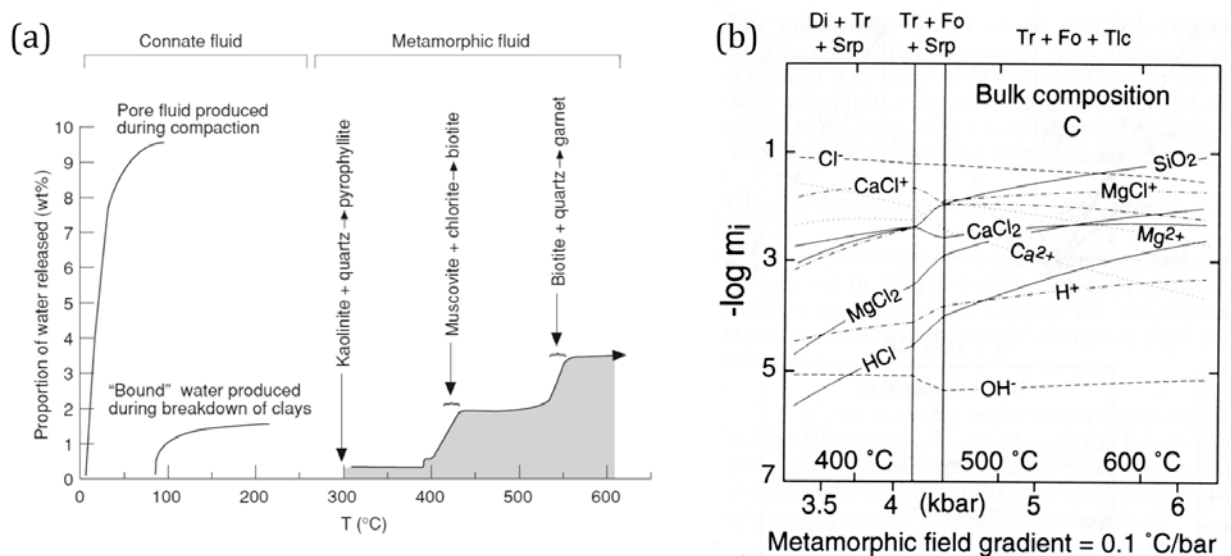 (a)
Connate fluid
Metamorphic fluid
Pore fluid produced
during compaction
"Bound" water produced
during breakdown of clays
Kaolinite + quartz → pyrophyllite
Muscovite + chlorite → biotite
Biotite + quartz → garnet
Proportion of water released (wt%)
10
9
8
7
6
5
4
3
2
1
0
0 50 100 150 200 300 400 500 600
T (°C)
(b)
Di + Tr
+ Srp
Tr + Fo
+ Srp
Tr + Fo + Tlc
Bulk composition
C
-log mi
1
3
5
7
Cl-
CaCl+
SiO2
MgCl+
CaCl2
Mg2+
Ca2+
MgCl2
H+
HCl
OH-
400 °C 500 °C 600 °C
3.5 4 (kbar) 5 6
Metamorphic field gradient = 0.1 °C/bar